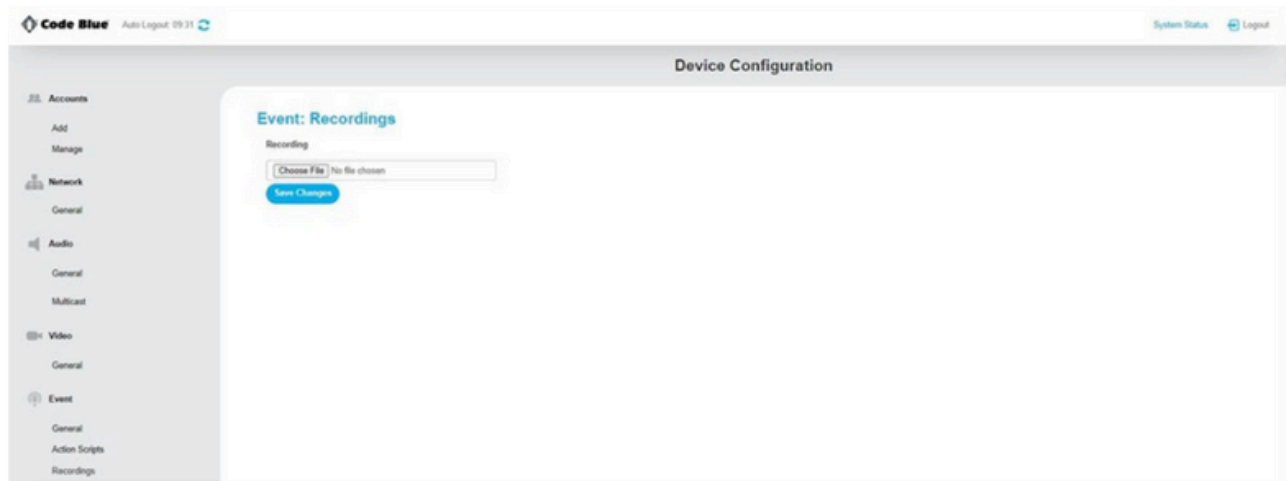 Code Blue Auto Logout: 09:31
System Status Logout
Device Configuration
Accounts
Add
Manage
Network
General
Audio
General
Multicast
Video
General
Event
General
Action Scripts
Recordings
Event: Recordings
Recording
Choose File No file chosen
Save Changes